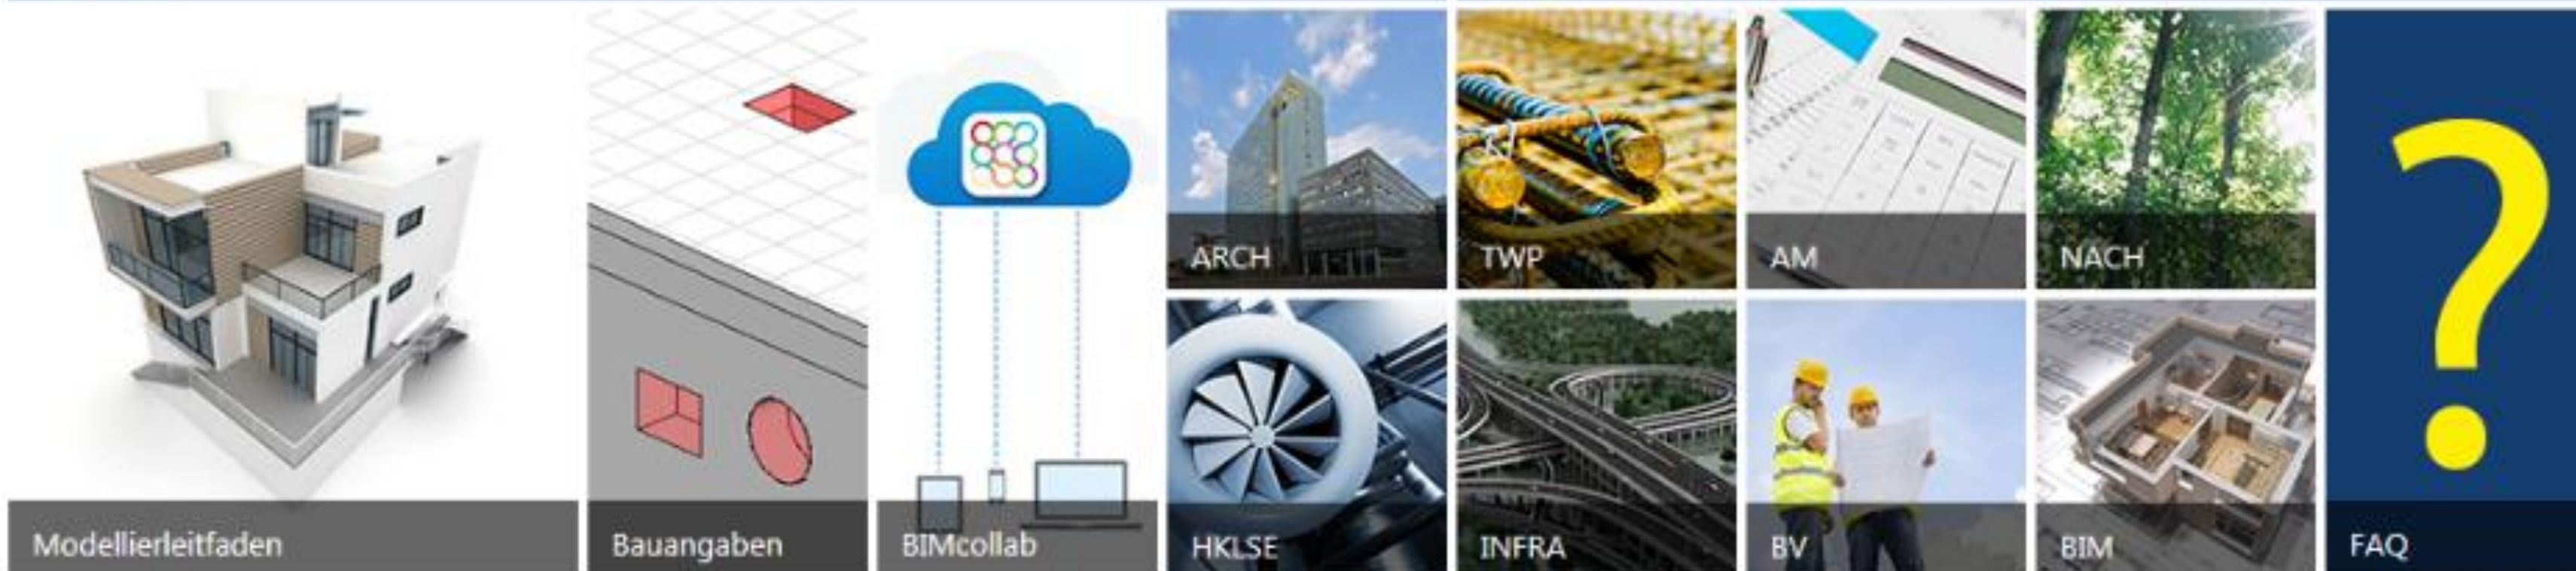 ARCH
TWP
AM
NACH
Modellierleitfaden
Bauangaben
BIMcollab
HKLSE
INFRA
BV
BIM
FAQ
?